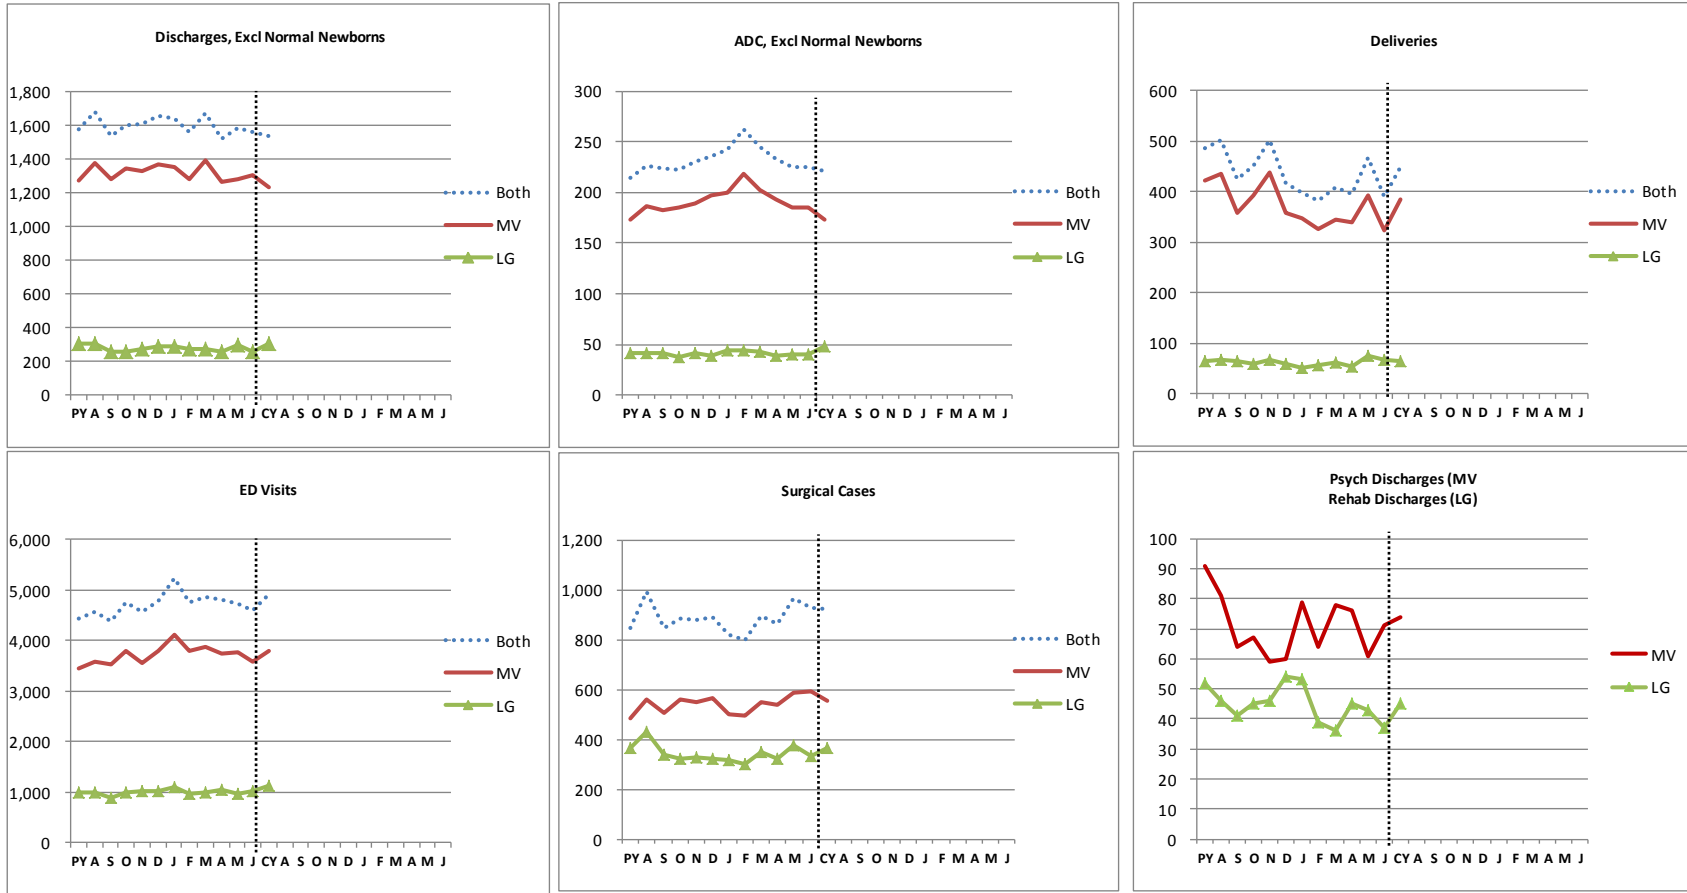 Discharges, Excl Normal Newborns
1,800
1,600
1,400
1,200
1,000
800
600
400
200
0
PY A S O N D J F M A M J CY A S O N D J F M A M J
Both
MV
LG
ADC, Excl Normal Newborns
300
250
200
150
100
50
0
PY A S O N D J F M A M J CY A S O N D J F M A M J
Both
MV
LG
Deliveries
600
500
400
300
200
100
0
PY A S O N D J F M A M J CY A S O N D J F M A M J
Both
MV
LG
ED Visits
6,000
5,000
4,000
3,000
2,000
1,000
0
PY A S O N D J F M A M J CY A S O N D J F M A M J
Both
MV
LG
Surgical Cases
1,200
1,000
800
600
400
200
0
PY A S O N D J F M A M J CY A S O N D J F M A M J
Both
MV
LG
Psych Discharges (MV
Rehab Discharges (LG)
100
90
80
70
60
50
40
30
20
10
0
PY A S O N D J F M A M J CY A S O N D J F M A M J
MV
LG